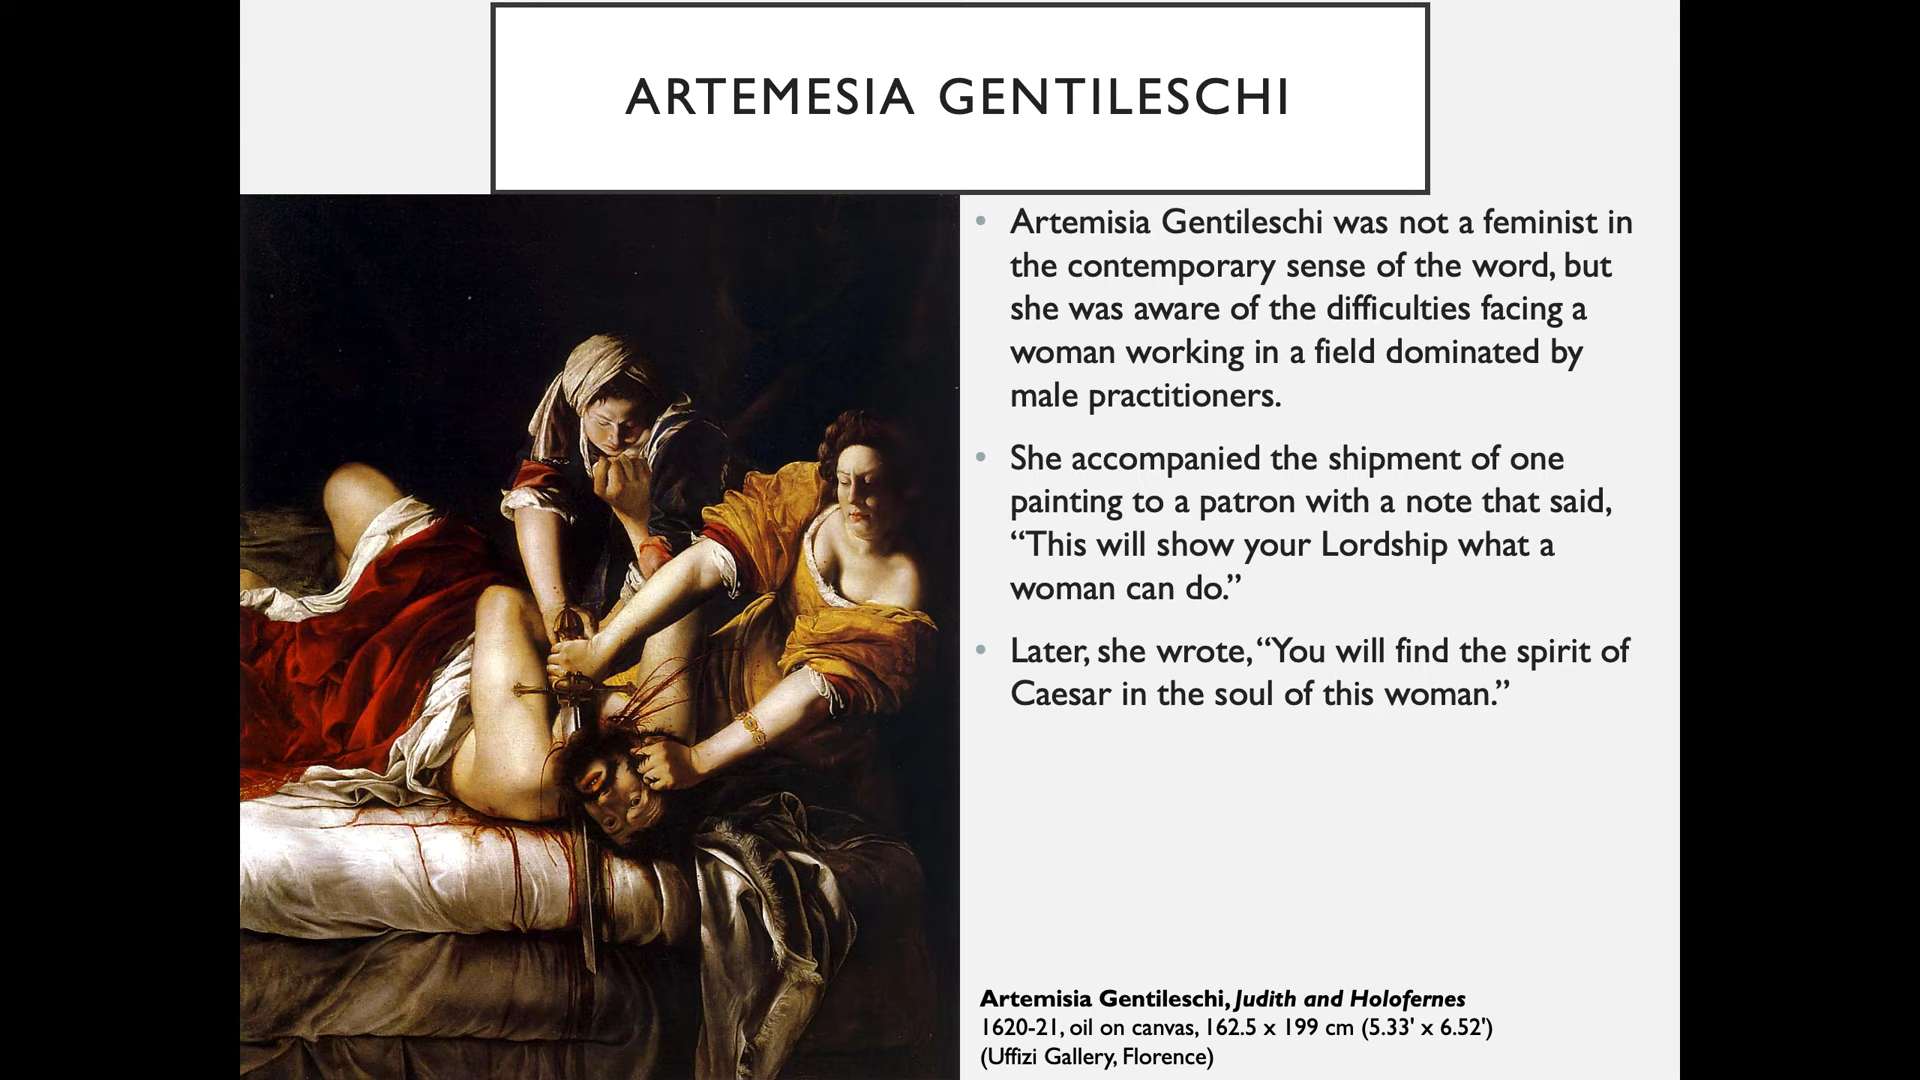 ARTEMESIA GENTILESCHI
• Artemisia Gentileschi was not a feminist in
the contemporary sense of the word, but
she was aware of the difficulties facing a
woman working in a field dominated by
male practitioners.
• She accompanied the shipment of one
painting to a patron with a note that said,
“This will show your Lordship what a
woman can do.”
• Later, she wrote, “You will find the spirit of
Caesar in the soul of this woman.”
Artemisia Gentileschi, Judith and Holofernes
1620-21, oil on canvas, 162.5 x 199 cm (5.33' x 6.52')
(Uffizi Gallery, Florence)